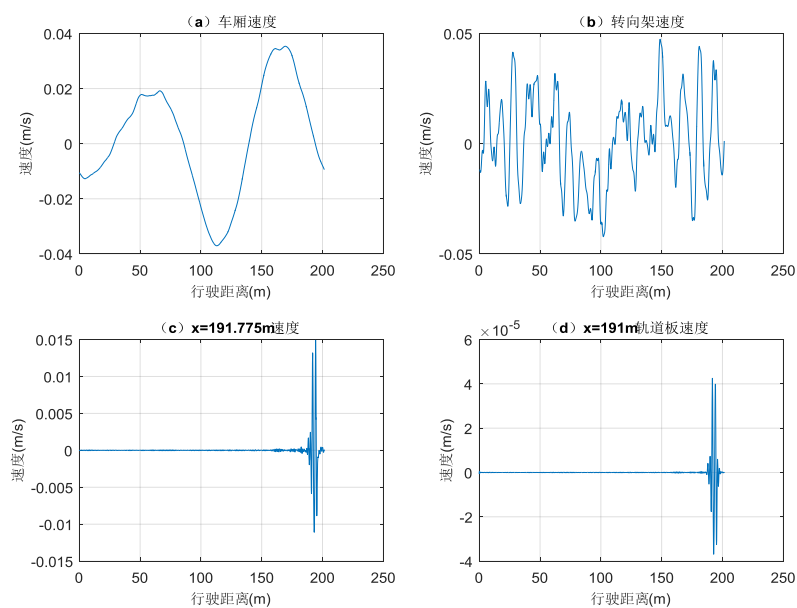 （a）车厢速度
0.04
0.02
0
-0.02
-0.04
速度(m/s)
0 50 100 150 200 250
行驶距离(m)
（b）转向架速度
0.05
0
-0.05
速度(m/s)
0 50 100 150 200 250
行驶距离(m)
（c）x=191.775m速度
0.015
0.01
0.005
0
-0.005
-0.01
-0.015
速度(m/s)
0 50 100 150 200 250
行驶距离(m)
（d）x=191m轨道板速度
×10-5
6
4
2
0
-2
-4
速度(m/s)
0 50 100 150 200 250
行驶距离(m)